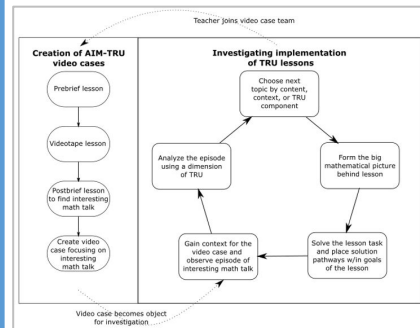 Teacher joins video case team
Creation of AIM-TRU
video cases
Prebrief lesson
Videotape lesson
Postbrief lesson
to find interesting
math talk
Create video
case focusing on
interesting
math talk
Investigating implementation
of TRU lessons
Choose next
topic by content,
context, or TRU
component
Form the big
mathematical picture
behind lesson
Solve the lesson task
and place solution
pathways w/in goals of
the lesson
Gain context for the
video case and
observe episode of
interesting math talk
Analyze the episode
using a dimension
of TRU
Video case becomes object
for investigation